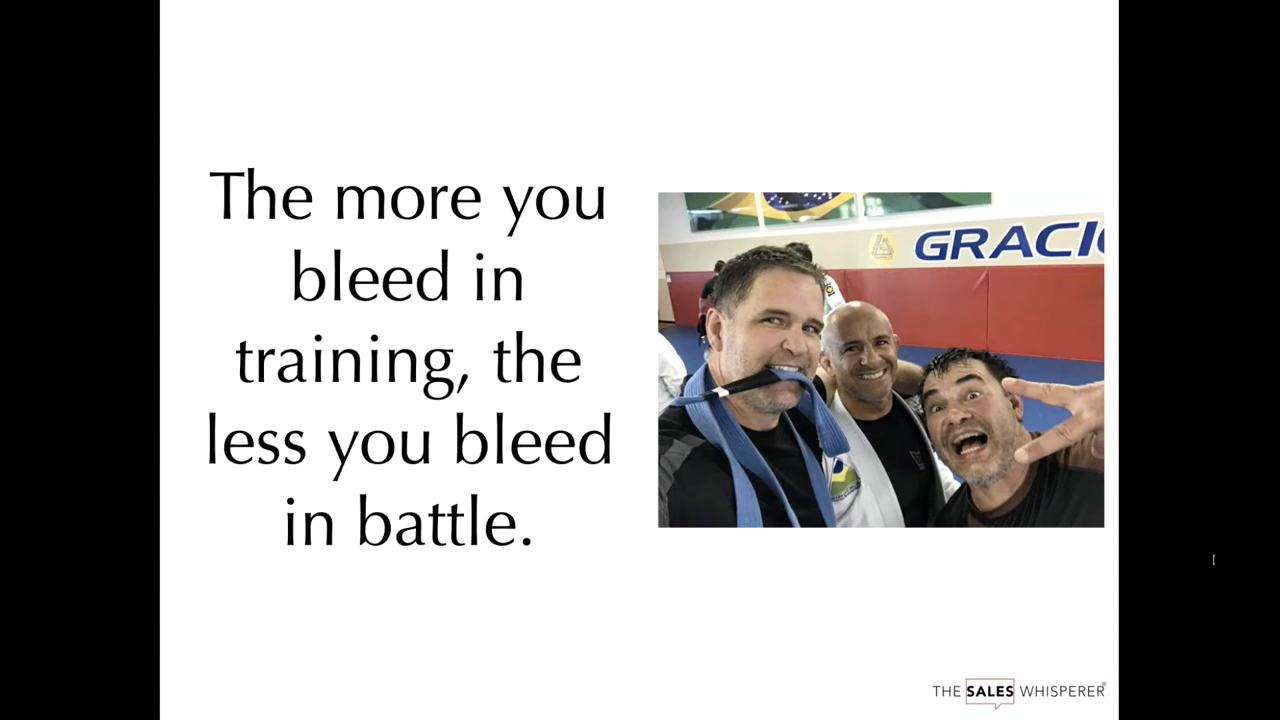 The more you
bleed in
training, the
less you bleed
in battle.
GRACI
THE SALES WHISPERER®